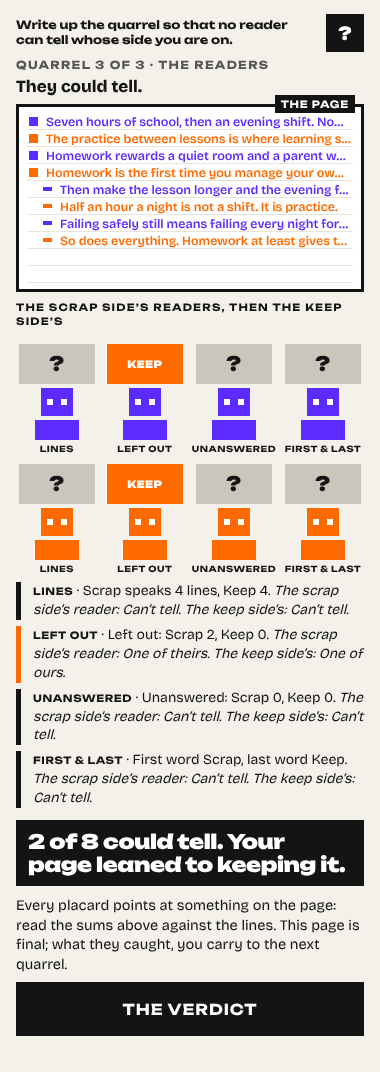 Write up the quarrel so that no reader
can tell whose side you are on.
?
QUARREL 3 OF 3 · THE READERS
They could tell.
THE PAGE
Seven hours of school, then an evening shift. No...
The practice between lessons is where learning s...
Homework rewards a quiet room and a parent w...
Homework is the first time you manage your ow...
Then make the lesson longer and the evening f...
Half an hour a night is not a shift. It is practice.
Failing safely still means failing every night for...
So does everything. Homework at least gives t...
THE SCRAP SIDE'S READERS, THEN THE KEEP
SIDE'S
? KEEP ? ?
LINES LEFT OUT UNANSWERED FIRST & LAST
? KEEP ? ?
LINES LEFT OUT UNANSWERED FIRST & LAST
LINES · Scrap speaks 4 lines, Keep 4. The scrap
side's reader: Can't tell. The keep side's: Can't
tell.
LEFT OUT · Left out: Scrap 2, Keep 0. The scrap
side's reader: One of theirs. The keep side's: One of
ours.
UNANSWERED · Unanswered: Scrap 0, Keep 0. The
scrap side's reader: Can't tell. The keep side's: Can't
tell.
FIRST & LAST · First word Scrap, last word Keep.
The scrap side's reader: Can't tell. The keep side's:
Can't tell.
2 of 8 could tell. Your
page leaned to keeping it.
Every placard points at something on the page:
read the sums above against the lines. This page is
final; what they caught, you carry to the next
quarrel.
THE VERDICT